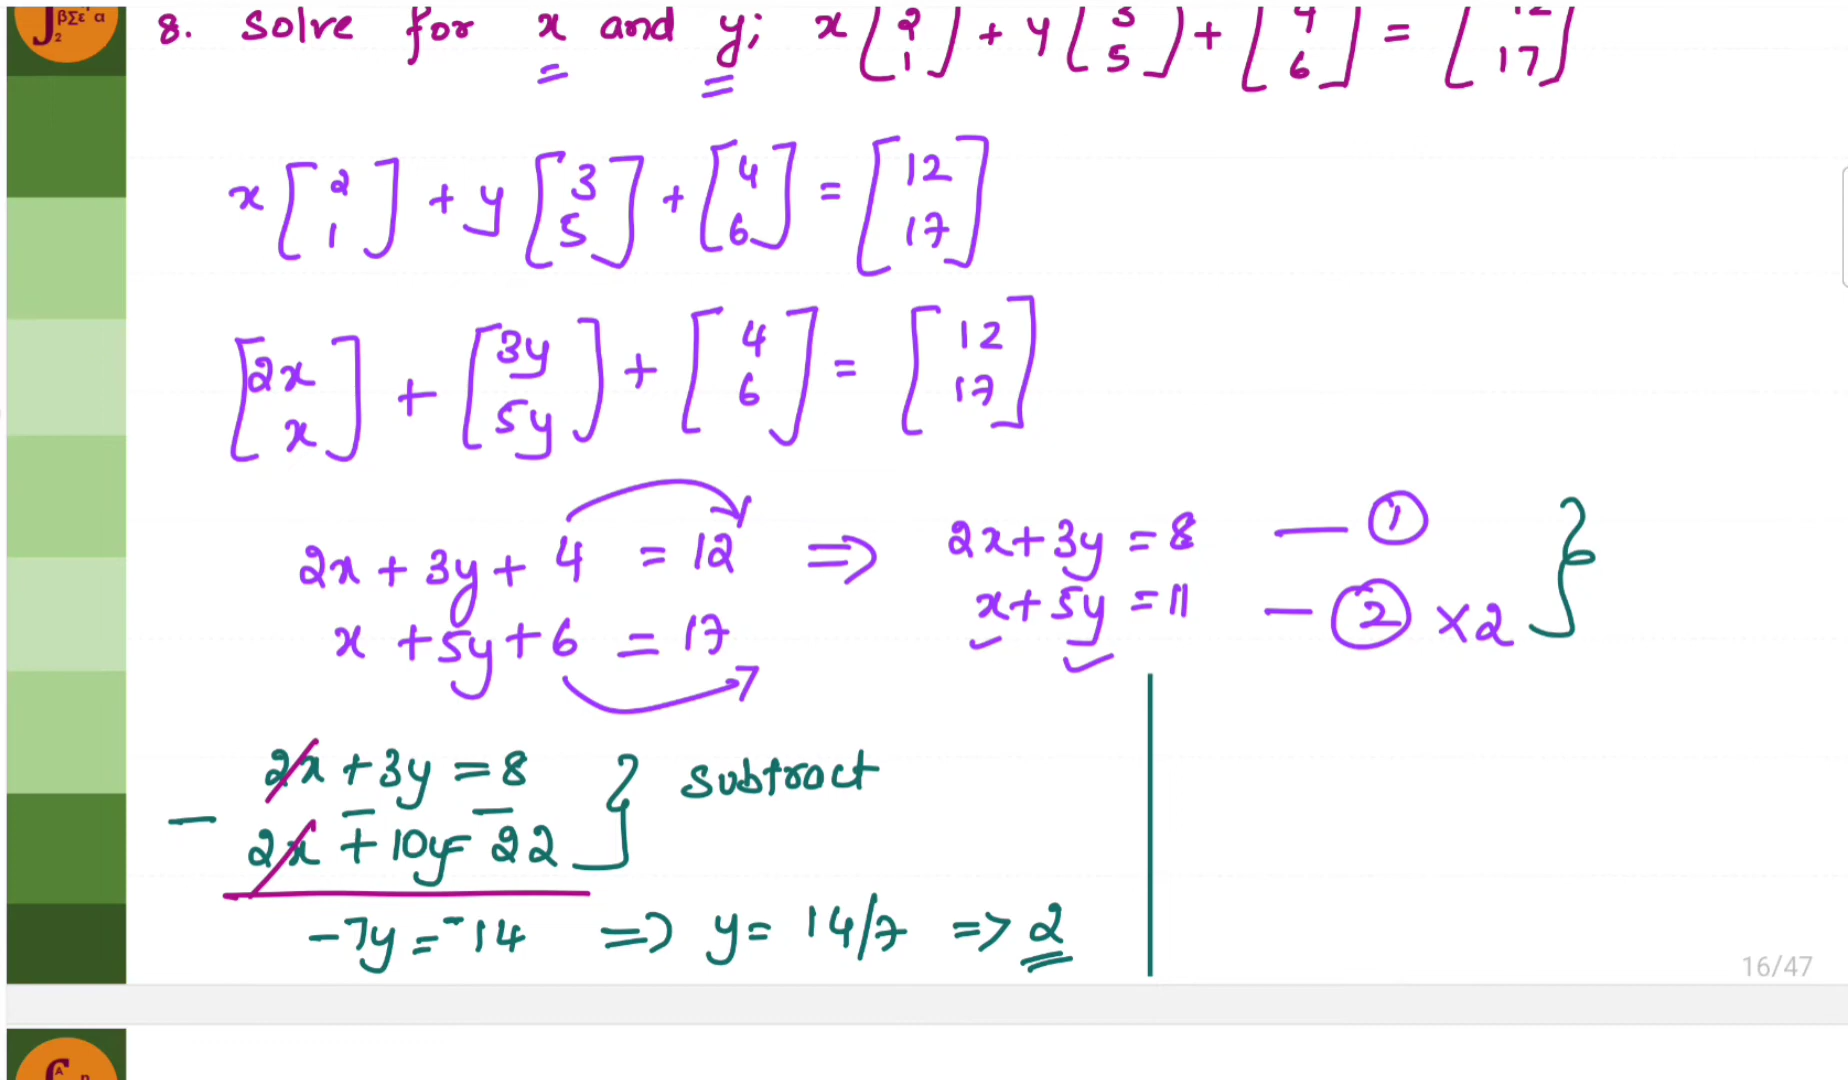 βΣε α
2
8. Solve for x and y; x[2 1] + y[3 5] + [4 6] = [12 17]
x[2 1] + y[3 5] + [4 6] = [12 17]
[2x x] + [3y 5y] + [4 6] = [12 17]
2x + 3y + 4 = 12 ⇒ 2x + 3y = 8 — ①
x + 5y + 6 = 17 x + 5y = 11 — ② ×2
2x + 3y = 8 } subtract
— 2x + 10y = 22
-7y = -14 ⇒ y = 14/7 => 2
16/47